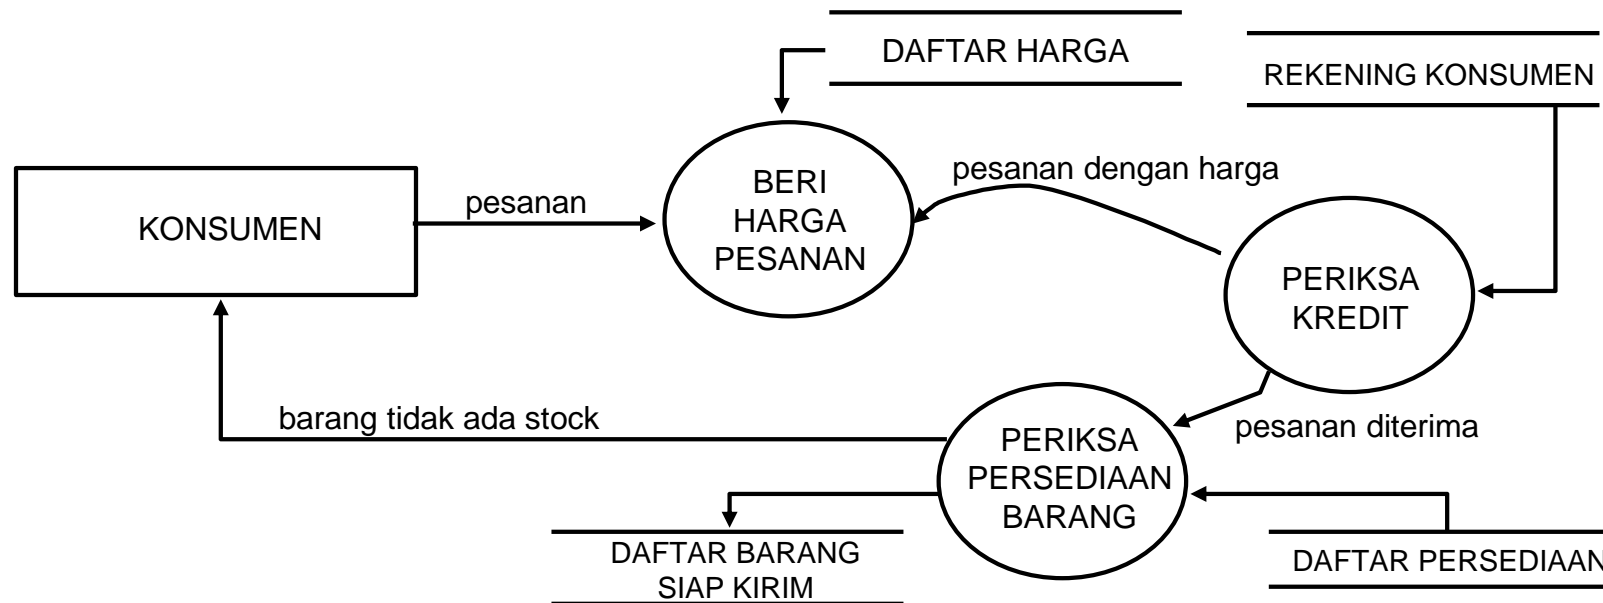 DAFTAR HARGA
REKENING KONSUMEN
KONSUMEN
pesanan
BERI
HARGA
PESANAN
pesanan dengan harga
PERIKSA
KREDIT
barang tidak ada stock
pesanan diterima
PERIKSA
PERSEDIAAN
BARANG
DAFTAR BARANG
SIAP KIRIM
DAFTAR PERSEDIAAN